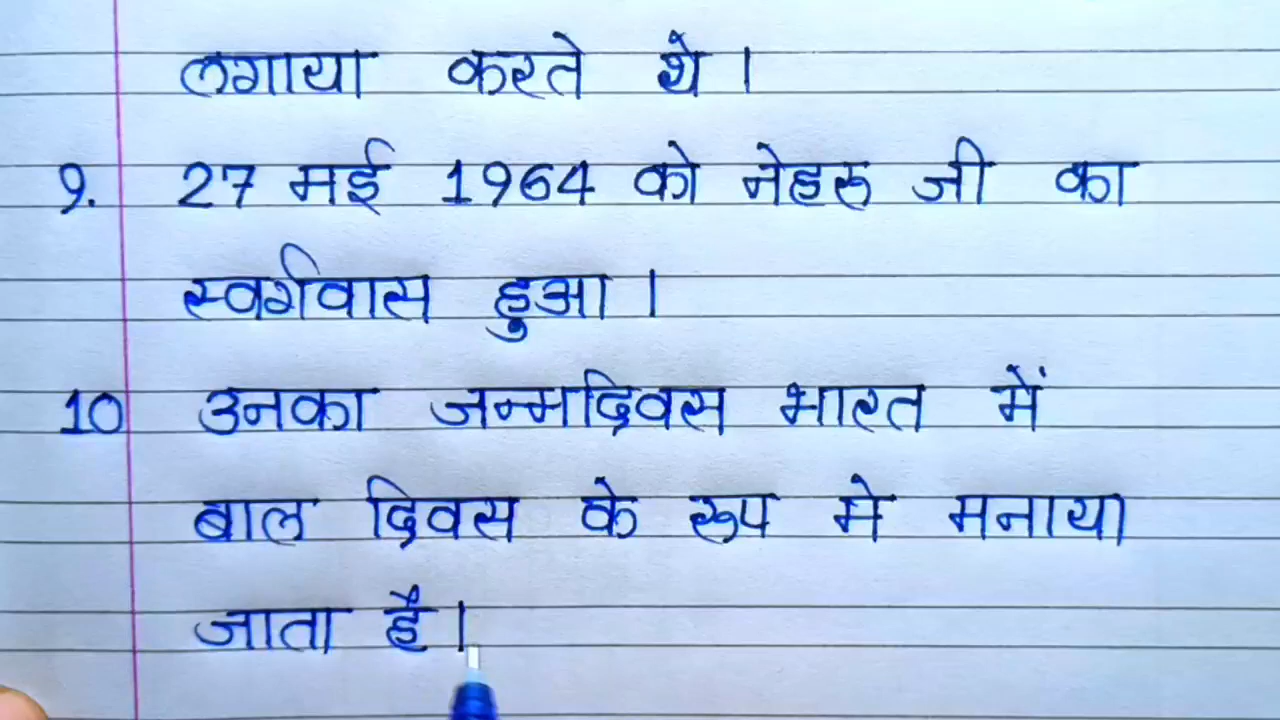 लगाया करते थे।
9. 27 मई 1964 को नेहरु जी का
स्वर्गवास हुआ।
10 उनका जन्मदिवस भारत में
बाल दिवस के रूप मे मनाया
जाता है।